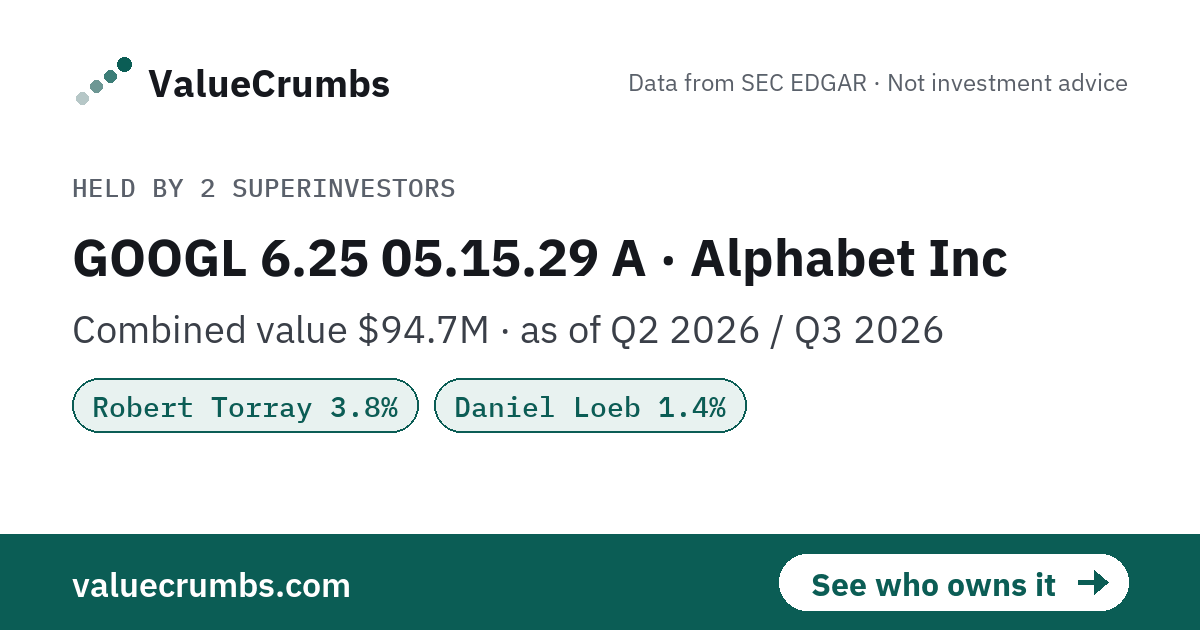 ValueCrumbs
Data from SEC EDGAR · Not investment advice
HELD BY 2 SUPERINVESTORS
GOOGL 6.25 05.15.29 A · Alphabet Inc
Combined value $94.7M · as of Q2 2026 / Q3 2026
Robert Torray 3.8%
Daniel Loeb 1.4%
valuecrumbs.com
See who owns it →